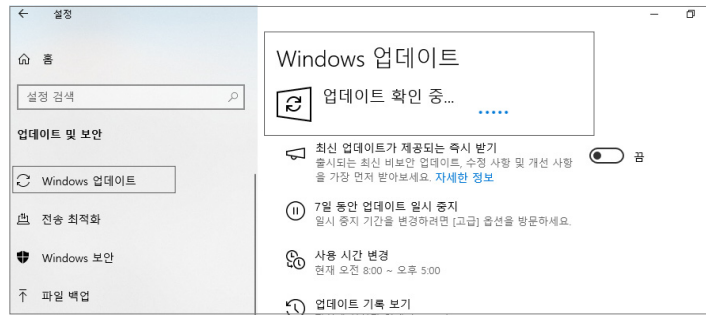 설정
홈
설정 검색
업데이트 및 보안
Windows 업데이트
전송 최적화
Windows 보안
파일 백업
Windows 업데이트
업데이트 확인 중...
최신 업데이트가 제공되는 즉시 받기
출시되는 최신 비보안 업데이트, 수정 사항 및 개선 사항
을 가장 먼저 받아보세요. 자세한 정보
끔
7일 동안 업데이트 일시 중지
일시 중지 기간을 변경하려면 [고급] 옵션을 방문하세요.
사용 시간 변경
현재 오전 8:00 ~ 오후 5:00
업데이트 기록 보기